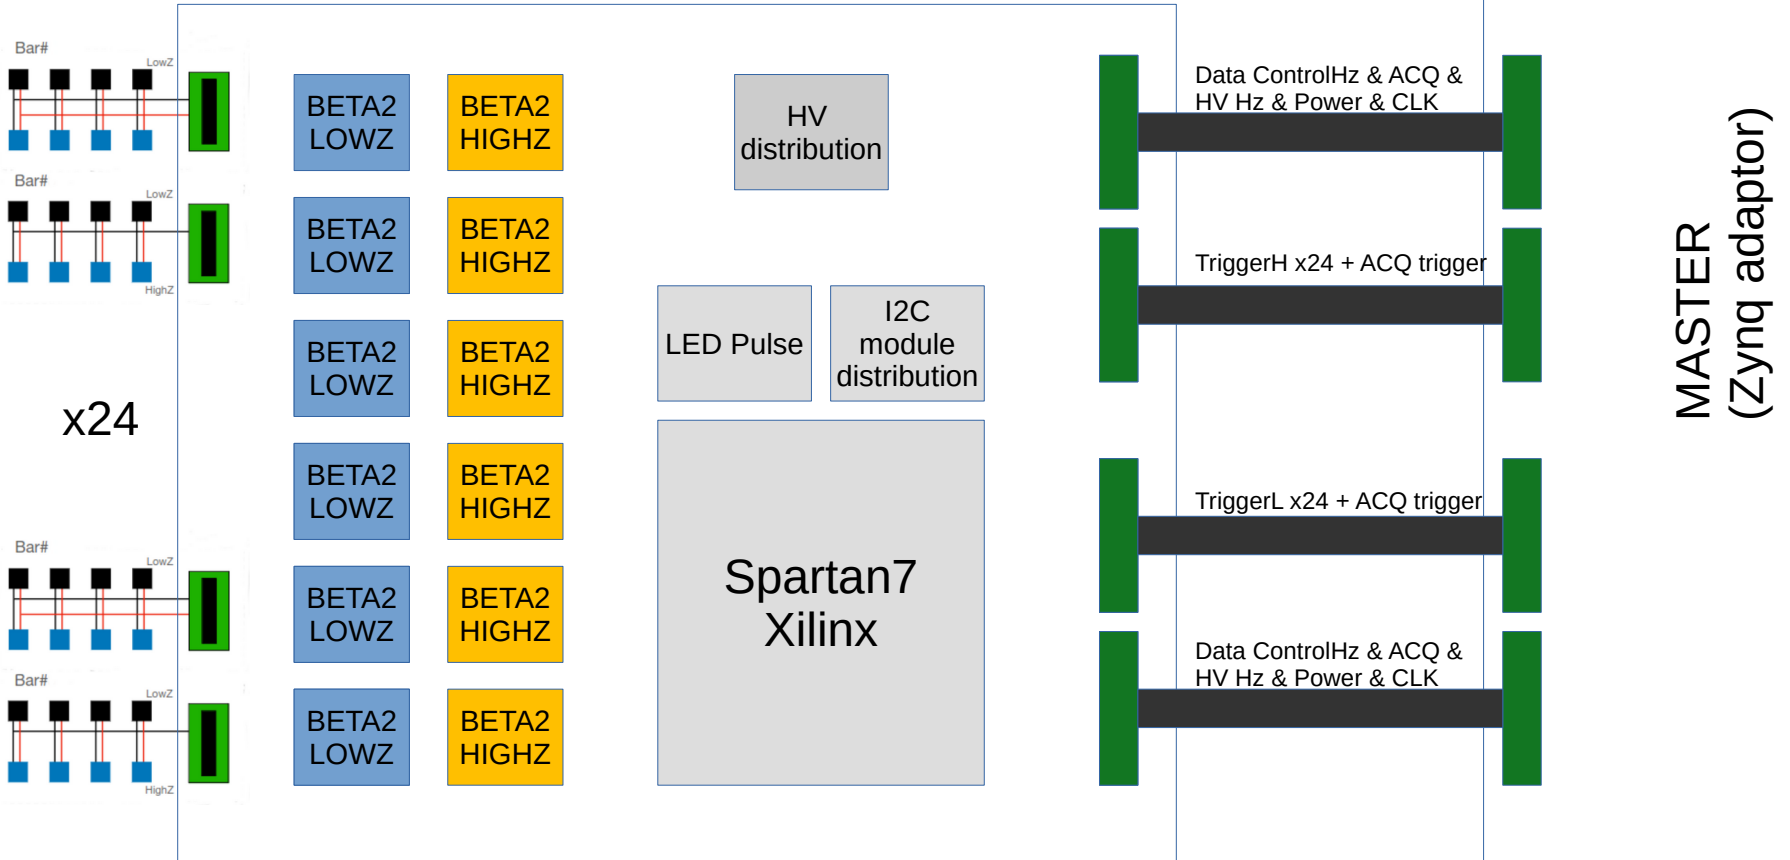 Bar#
LowZ
Bar#
LowZ
HighZ
x24
Bar#
LowZ
Bar#
LowZ
HighZ
BETA2
LOWZ
BETA2
HIGHZ
BETA2
LOWZ
BETA2
HIGHZ
BETA2
LOWZ
BETA2
HIGHZ
BETA2
LOWZ
BETA2
HIGHZ
BETA2
LOWZ
BETA2
HIGHZ
BETA2
LOWZ
BETA2
HIGHZ
HV
distribution
LED Pulse
I2C
module
distribution
Spartan7
Xilinx
Data ControlHz & ACQ &
HV Hz & Power & CLK
TriggerH x24 + ACQ trigger
TriggerL x24 + ACQ trigger
Data ControlHz & ACQ &
HV Hz & Power & CLK
MASTER
(Zynq adaptor)